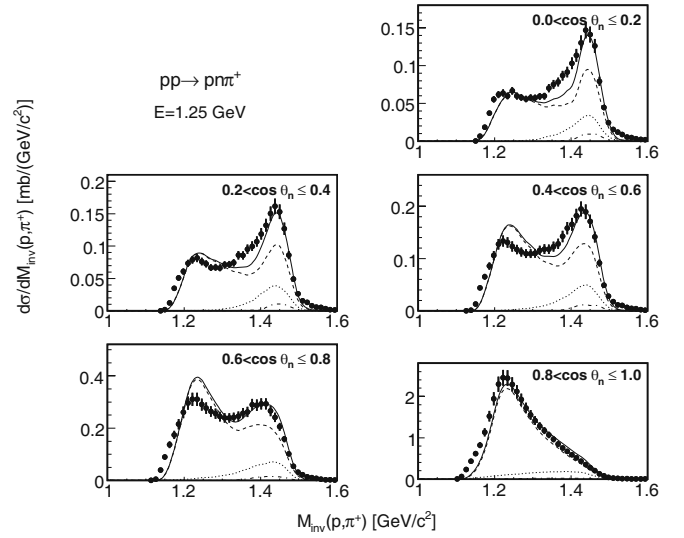 0.0<cos θn ≤ 0.2
0.15
0.1
0.05
0
1 1.2 1.4 1.6
pp→ pnπ+
E=1.25 GeV
dσ/dMinv(p,π+) [mb/(GeV/c2)]
0.2<cos θn ≤ 0.4
0.2
0.15
0.1
0.05
0
1 1.2 1.4 1.6
0.4<cos θn ≤ 0.6
0.2
0.1
0
1 1.2 1.4 1.6
0.6<cos θn ≤ 0.8
0.4
0.2
0
1 1.2 1.4 1.6
0.8<cos θn ≤ 1.0
2
1
0
1 1.2 1.4 1.6
Minv(p,π+) [GeV/c2]